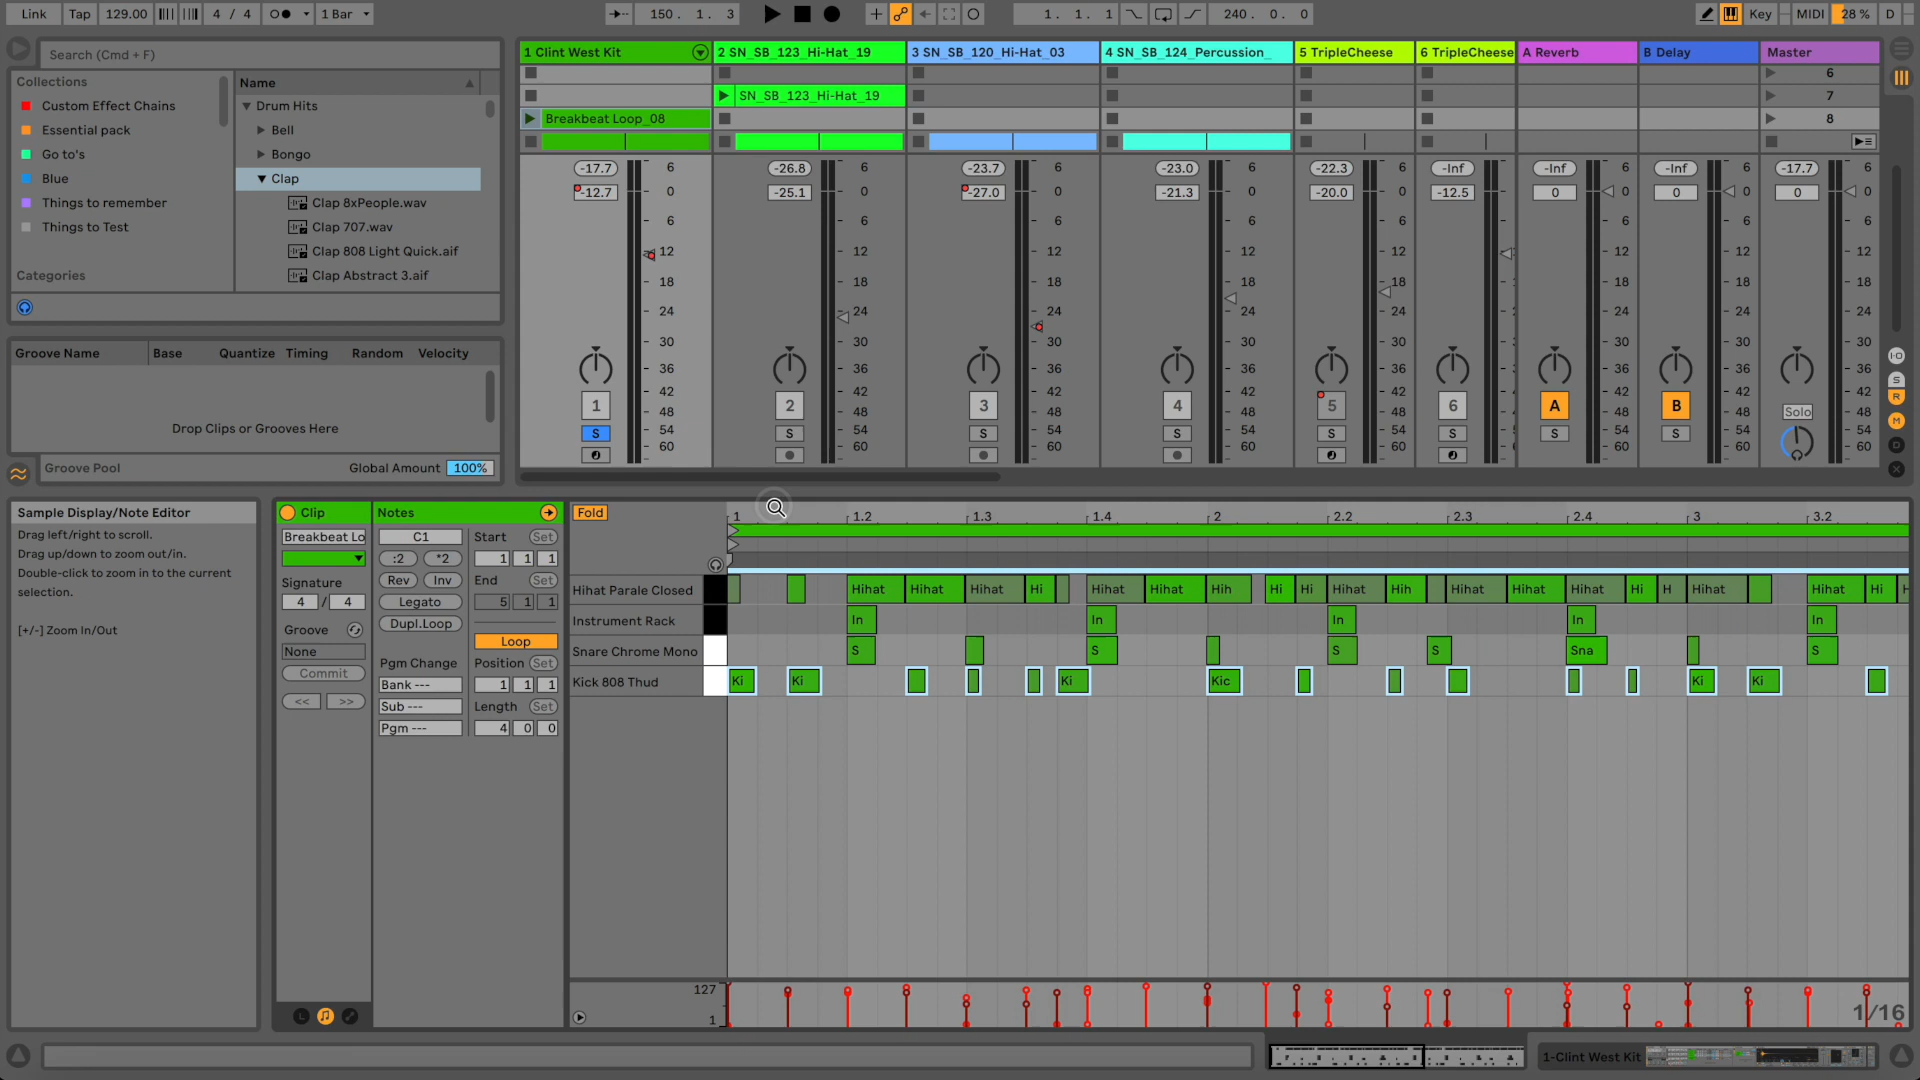 Link Tap 129.00 4 / 4 1 Bar 150. 1. 3 1. 1. 1 240. 0. 0 Key MIDI 28 % D
Search (Cmd + F)
Collections
Custom Effect Chains
Essential pack
Go to's
Blue
Things to remember
Things to Test
Categories
Name
Drum Hits
Bell
Bongo
Clap
Clap 8xPeople.wav
Clap 707.wav
Clap 808 Light Quick.aif
Clap Abstract 3.aif
Groove Name Base Quantize Timing Random Velocity
Drop Clips or Grooves Here
Groove Pool Global Amount 100%
1 Clint West Kit 2 SN_SB_123_Hi-Hat_19 3 SN_SB_120_Hi-Hat_03 4 SN_SB_124_Percussion_ 5 TripleCheese 6 TripleCheese A Reverb B Delay Master
6
SN_SB_123_Hi-Hat_19 7
Breakbeat Loop_08 8
-17.7 6 -26.8 6 -23.7 6 -23.0 6 -22.3 6 -Inf 6 -Inf 6 -Inf 6 -17.7 6
-12.7 0 -25.1 0 -27.0 0 -21.3 0 -20.0 0 -12.5 0 0 0 0 0 0 0
6 6 6 6 6 6 6 6
12 12 12 12 12 12 12 12
18 18 18 18 18 18 18 18
24 24 24 24 24 24 24 24
30 30 30 30 30 30 30 30
36 36 36 36 36 36 36 36
42 42 42 42 42 42 42 42
1 48 2 48 3 48 4 48 5 48 6 48 A 48 B 48 Solo 48
S 54 S 54 S 54 S 54 S 54 S 54 S 54 S 54 54
60 60 60 60 60 60 60 60 60
I-O
S
R
M
D
X
Sample Display/Note Editor
Drag left/right to scroll.
Drag up/down to zoom out/in.
Double-click to zoom in to the current
selection.
[+/-] Zoom In/Out
Clip
Breakbeat Lo
Signature
4 / 4
Groove
None
Commit
<< >>
L
Notes
C1
:2 *2
Rev Inv
Legato
Dupl.Loop
Pgm Change
Bank ---
Sub ---
Pgm ---
Start Set
1 1 1
End Set
5 1 1
Loop
Position Set
1 1 1
Length Set
4 0 0
Fold
1 1.2 1.3 1.4 2 2.2 2.3 2.4 3 3.2
Hihat Parale Closed Hihat Hihat Hihat Hi Hihat Hihat Hih Hi Hi Hihat Hih Hihat Hihat Hihat Hi H Hihat Hihat Hi H
Instrument Rack In In In In In
Snare Chrome Mono S S S S Sna S
Kick 808 Thud Ki Ki Ki Kic Ki Ki
127
1
1/16
1-Clint West Kit